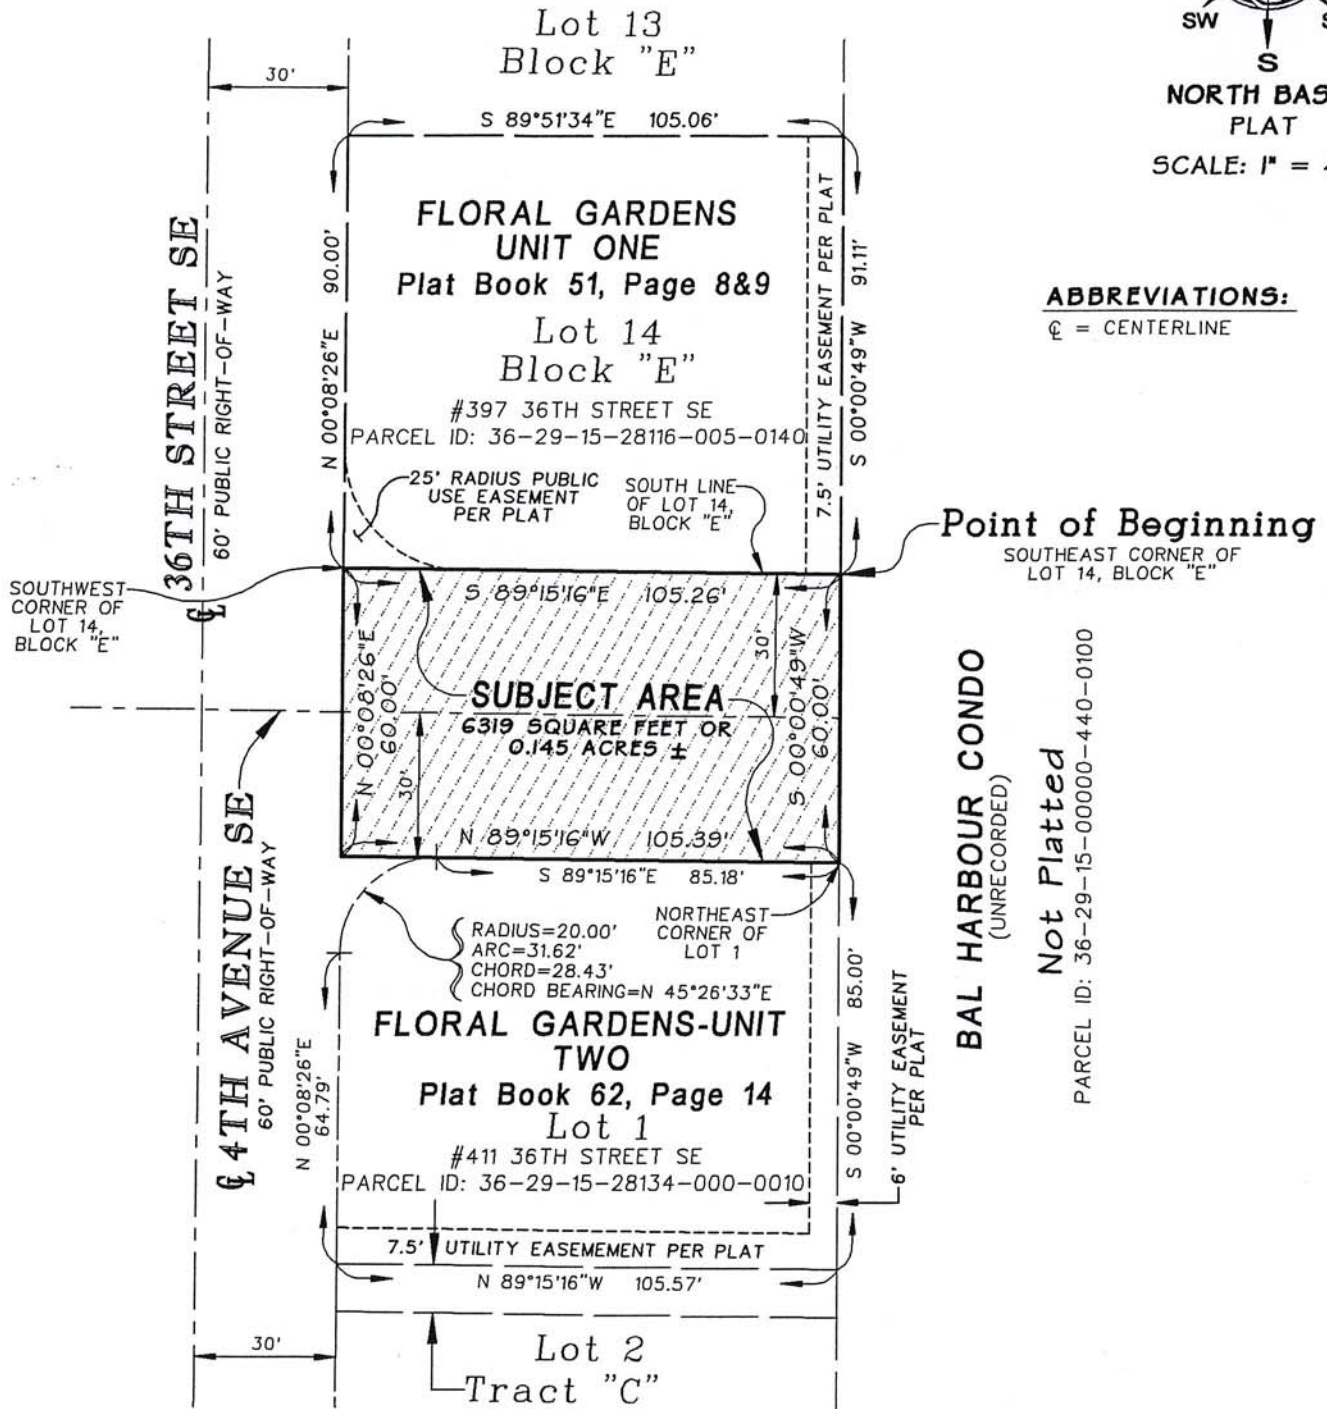 Lot 13
Block "E"
30'
S 89°51'34"E 105.06'
SW
S
NORTH
PLAT
SCALE: 1" =
ABBREVIATIONS:
℄ = CENTERLINE
FLORAL GARDENS
UNIT ONE
Plat Book 51, Page 8&9
Lot 14
Block "E"
#397 36TH STREET SE
PARCEL ID: 36-29-15-28116-005-0140
N 00°08'26"E 90.00'
7.5' UTILITY EASEMENT PER PLAT
S 00°00'49"W 91.11'
℄ 36TH STREET SE
60' PUBLIC RIGHT-OF-WAY
25' RADIUS PUBLIC
USE EASEMENT
PER PLAT
SOUTH LINE
OF LOT 14,
BLOCK "E"
Point of Beginning
SOUTHEAST CORNER OF
LOT 14, BLOCK "E"
SOUTHWEST
CORNER OF
LOT 14,
BLOCK "E"
S 89°15'16"E 105.26'
N 00°08'26"E
60.00'
30'
SUBJECT AREA
6319 SQUARE FEET OR
0.145 ACRES ±
30'
S 00°00'49"W
60.00'
N 89°15'16"W 105.39'
S 89°15'16"E 85.18'
℄ 4TH AVENUE SE
60' PUBLIC RIGHT-OF-WAY
BAL HARBOUR CONDO
(UNRECORDED)
Not Platted
PARCEL ID: 36-29-15-00000-440-0100
RADIUS=20.00'
ARC=31.62'
CHORD=28.43'
CHORD BEARING=N 45°26'33"E
NORTHEAST
CORNER OF
LOT 1
N 00°08'26"E
64.79'
S 00°00'49"W 85.00'
6' UTILITY EASEMENT
PER PLAT
FLORAL GARDENS-UNIT
TWO
Plat Book 62, Page 14
Lot 1
#411 36TH STREET SE
PARCEL ID: 36-29-15-28134-000-0010
7.5' UTILITY EASEMEMENT PER PLAT
N 89°15'16"W 105.57'
30'
Lot 2
Tract "C"